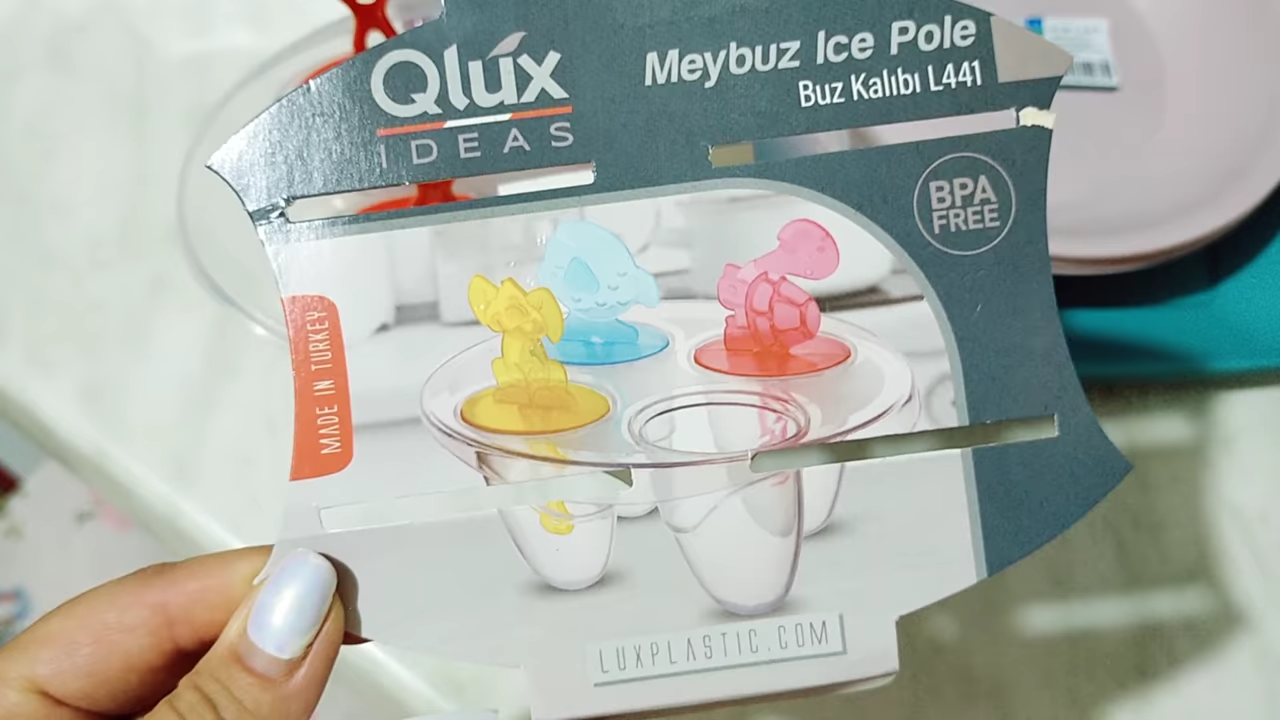 Qlux
IDEAS
Meybuz Ice Pole
Buz Kalıbı L441
BPA
FREE
MADE IN TURKEY
LUXPLASTIC.COM